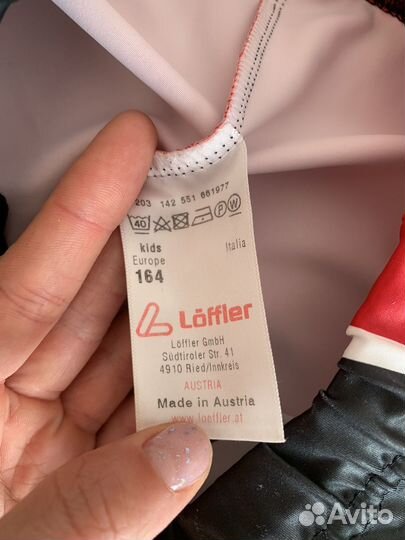 203 142 551 661977
40 P W
kids Italia
Europe
164
Löffler
Löffler GmbH
Südtiroler Str. 41
4910 Ried/Innkreis
AUSTRIA
Made in Austria
www.loeffler.at
Avito